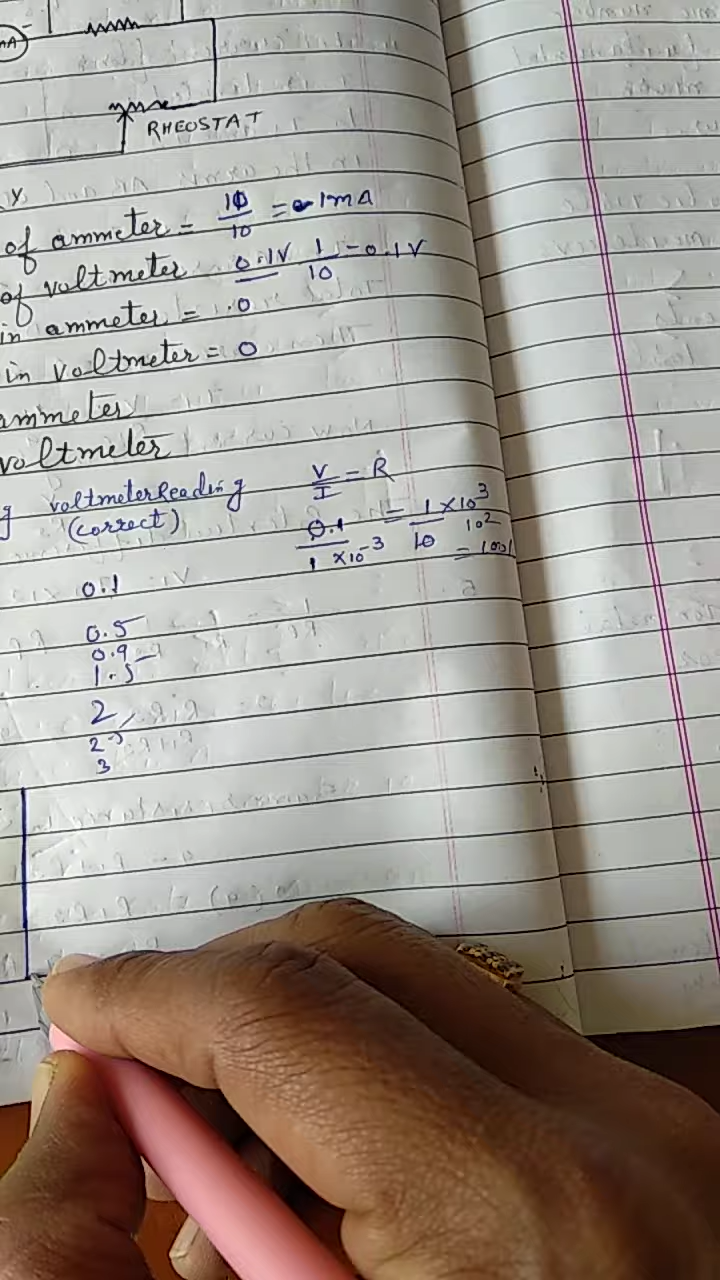 RHEOSTAT
of ammeter = 10/10 = 1mA
of voltmeter 0.1V 1/10 = 0.1V
in ammeter = 0
in voltmeter = 0
ammeter
voltmeter
voltmeter Reading V/I = R
(correct) 0.1/1 × 10⁻³ = 1/10 × 10³ 10²
0.1
0.5
0.9
1.5
2
3